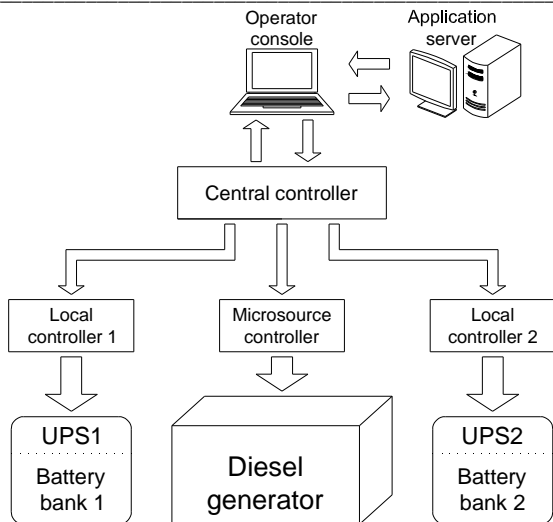 Operator
console
Application
server
Central controller
Local
controller 1
Microsource
controller
Local
controller 2
UPS1
Battery
bank 1
Diesel
generator
UPS2
Battery
bank 2